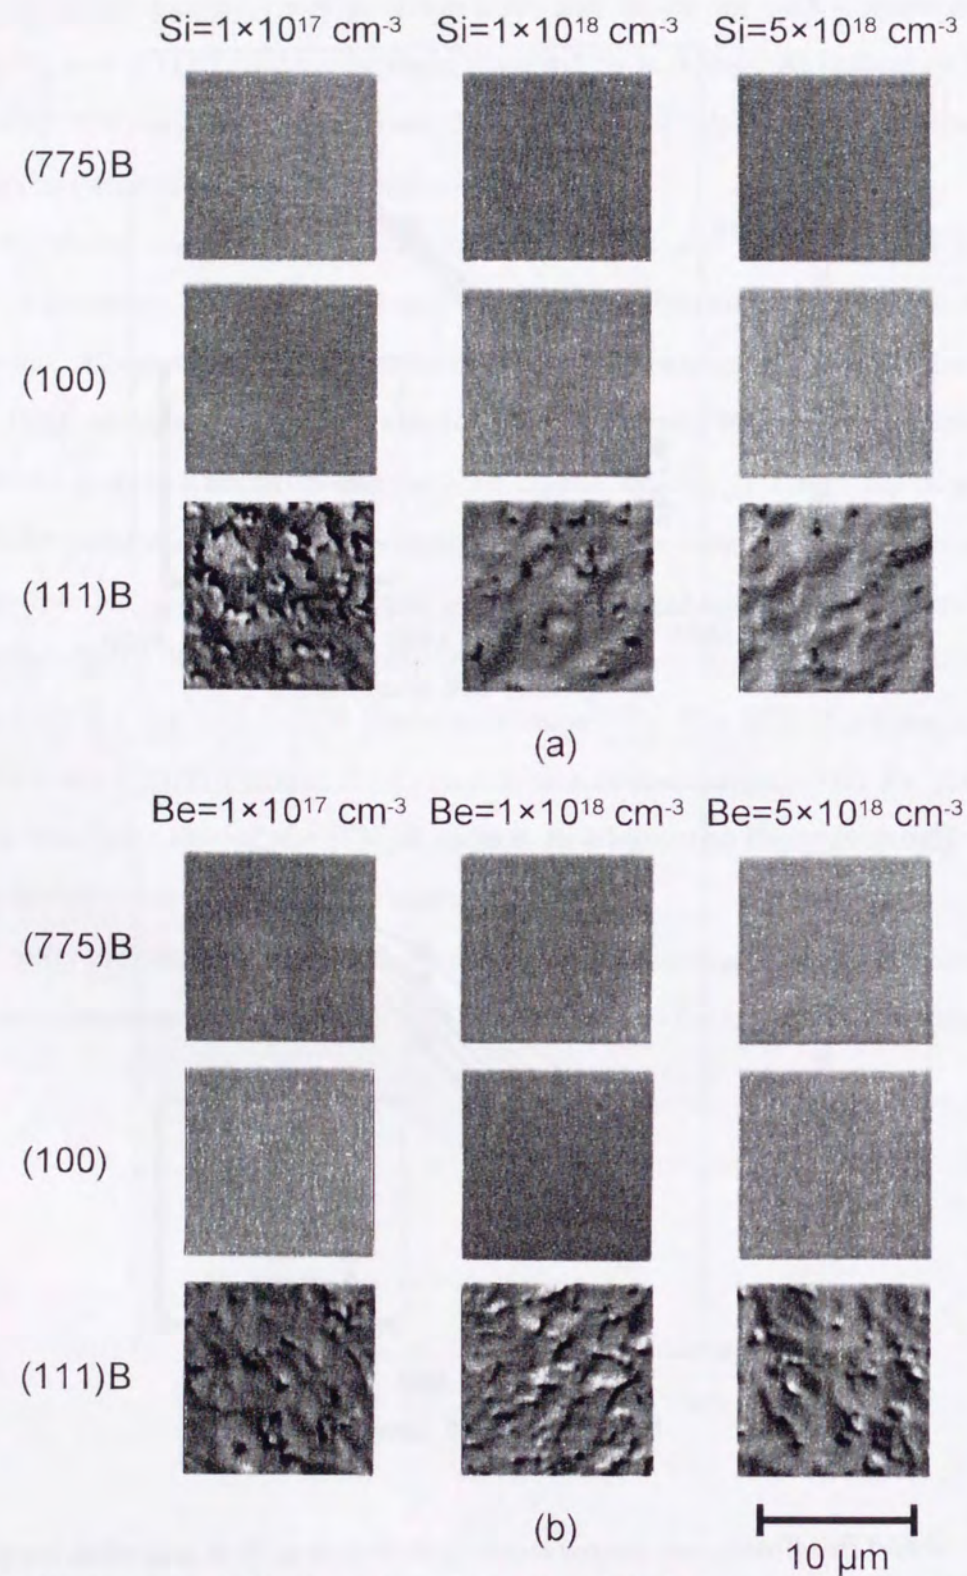 Si=1×10¹⁷ cm⁻³ Si=1×10¹⁸ cm⁻³ Si=5×10¹⁸ cm⁻³
(775)B
(100)
(111)B
(a)
Be=1×10¹⁷ cm⁻³ Be=1×10¹⁸ cm⁻³ Be=5×10¹⁸ cm⁻³
(775)B
(100)
(111)B
(b)
10 µm